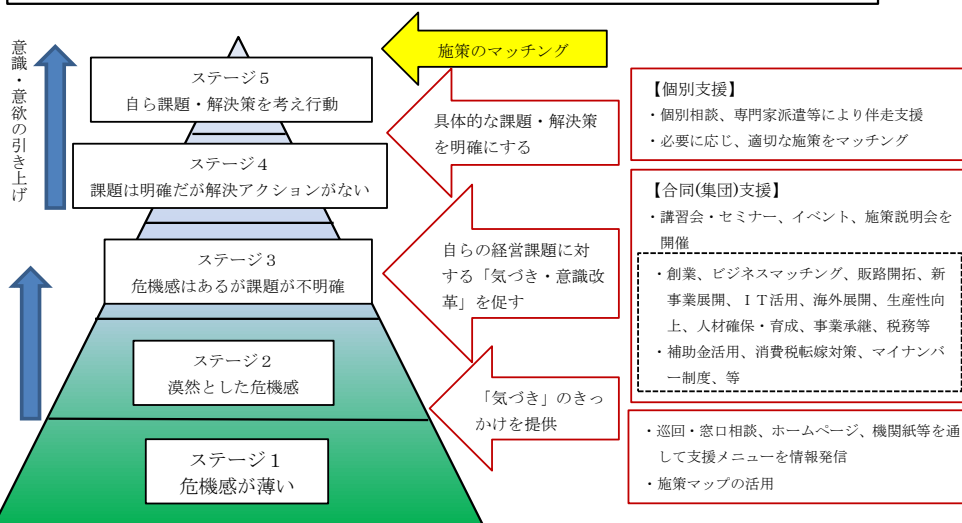 意識・意欲の引き上げ
施策のマッチング
ステージ５
自ら課題・解決策を考え行動
具体的な課題・解決策
を明確にする
【個別支援】
・個別相談、専門家派遣等により伴走支援
・必要に応じ、適切な施策をマッチング
ステージ４
課題は明確だが解決アクションがない
【合同(集団)支援】
・講習会・セミナー、イベント、施策説明会を
開催
ステージ３
危機感はあるが課題が不明確
自らの経営課題に対
する「気づき・意識改
革」を促す
・創業、ビジネスマッチング、販路開拓、新
事業展開、ＩＴ活用、海外展開、生産性向
上、人材確保・育成、事業承継、税務等
・補助金活用、消費税転嫁対策、マイナンバ
ー制度、等
ステージ２
漠然とした危機感
「気づき」のきっ
かけを提供
・巡回・窓口相談、ホームページ、機関紙等を通
して支援メニューを情報発信
・施策マップの活用
ステージ１
危機感が薄い